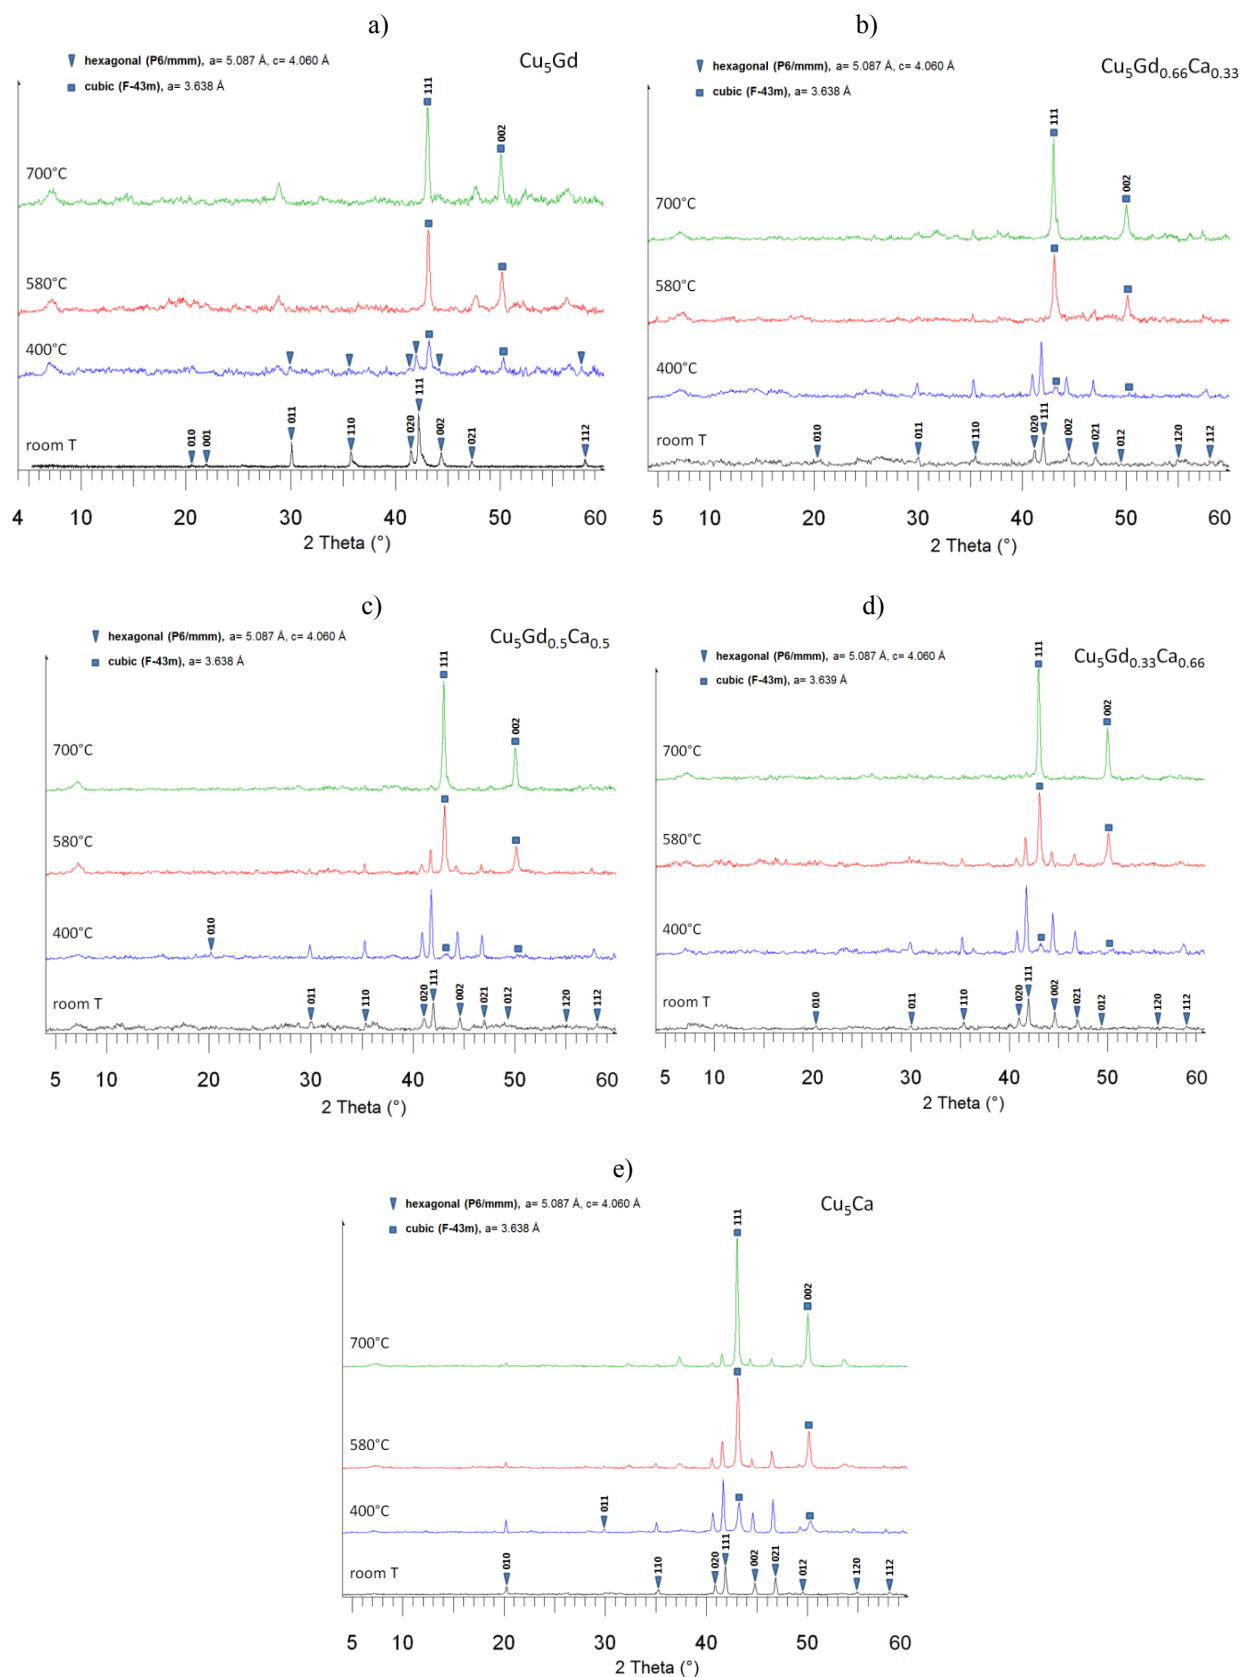 a)
hexagonal (P6/mmm), a= 5.087 Å, c= 4.060 Å
Cu5Gd
cubic (F-43m), a= 3.638 Å
111
002
700°C
580°C
400°C
111
room T
010
001
011
110
020
002
021
112
4 10 20 30 40 50 60
2 Theta (°)
b)
hexagonal (P6/mmm), a= 5.087 Å, c= 4.060 Å
Cu5Gd0.66Ca0.33
cubic (F-43m), a= 3.638 Å
111
002
700°C
580°C
400°C
room T
010
011
110
020
111
002
021
012
120
112
5 10 20 30 40 50 60
2 Theta (°)
c)
hexagonal (P6/mmm), a= 5.087 Å, c= 4.060 Å
Cu5Gd0.5Ca0.5
cubic (F-43m), a= 3.638 Å
111
002
700°C
580°C
400°C
010
room T
011
110
020
111
002
021
012
120
112
5 10 20 30 40 50 60
2 Theta (°)
d)
hexagonal (P6/mmm), a= 5.087 Å, c= 4.060 Å
Cu5Gd0.33Ca0.66
cubic (F-43m), a= 3.639 Å
111
002
700°C
580°C
400°C
room T
010
011
110
020
111
002
021
012
120
112
5 10 20 30 40 50 60
2 Theta (°)
e)
hexagonal (P6/mmm), a= 5.087 Å, c= 4.060 Å
Cu5Ca
cubic (F-43m), a= 3.638 Å
111
002
700°C
580°C
400°C
011
room T
010
110
020
111
002
021
012
120
112
5 10 20 30 40 50 60
2 Theta (°)